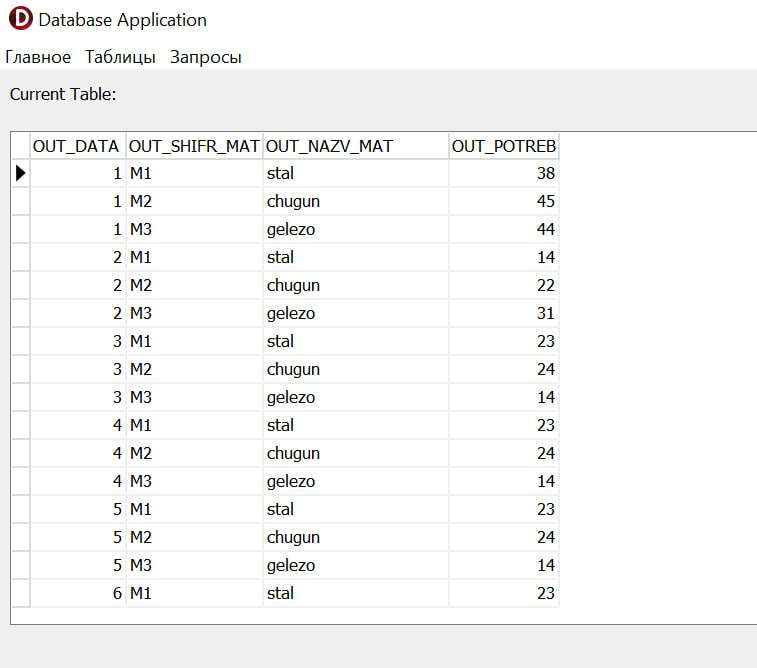 D Database Application
Главное Таблицы Запросы
Current Table:
OUT_DATA OUT_SHIFR_MAT OUT_NAZV_MAT OUT_POTREB
1 M1 stal 38
1 M2 chugun 45
1 M3 gelezo 44
2 M1 stal 14
2 M2 chugun 22
2 M3 gelezo 31
3 M1 stal 23
3 M2 chugun 24
3 M3 gelezo 14
4 M1 stal 23
4 M2 chugun 24
4 M3 gelezo 14
5 M1 stal 23
5 M2 chugun 24
5 M3 gelezo 14
6 M1 stal 23